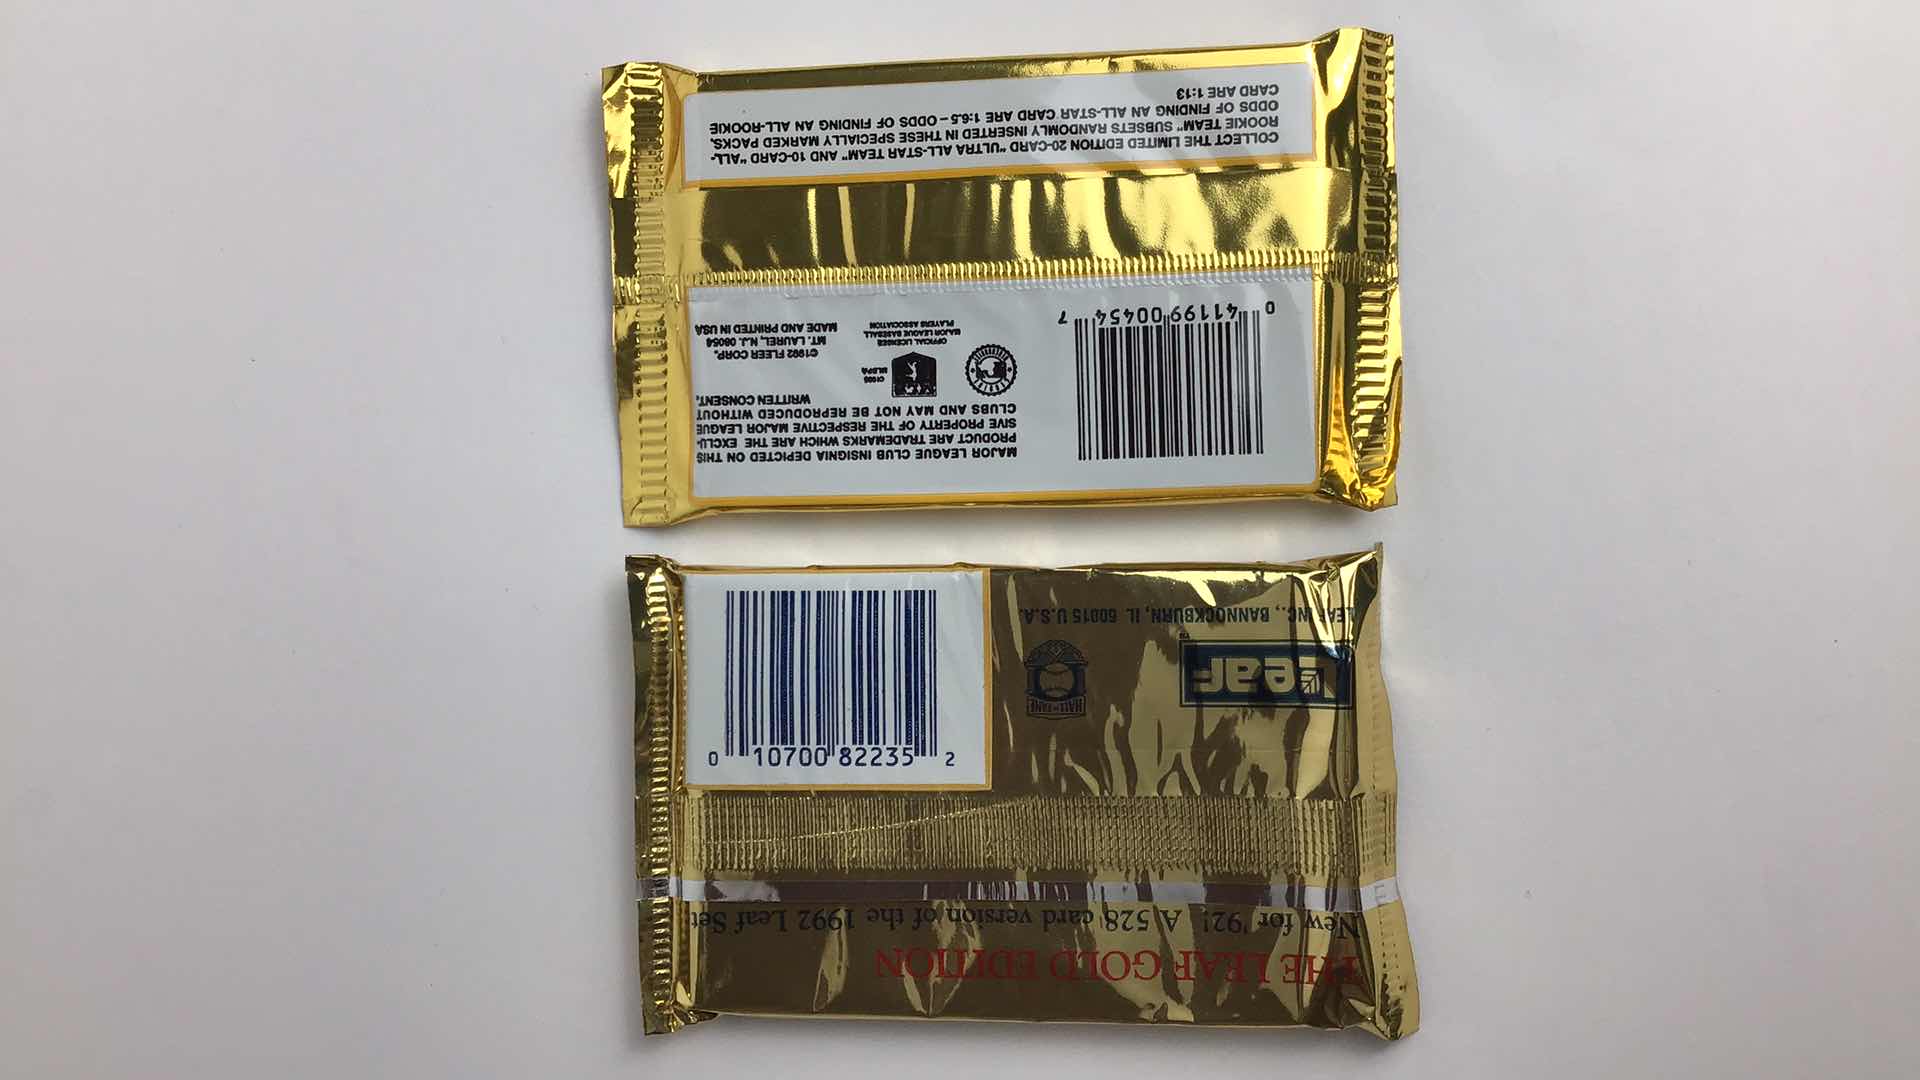 COLLECT THE LIMITED EDITION 20-CARD "ULTRA ALL-STAR TEAM" AND 10-CARD "ALL-
ROOKIE TEAM" SUBSETS RANDOMLY INSERTED IN THESE SPECIALLY MARKED PACKS.
ODDS OF FINDING AN ALL-STAR CARD ARE 1:6.5 – ODDS OF FINDING AN ALL-ROOKIE
CARD ARE 1:13
MAJOR LEAGUE CLUB INSIGNIA DEPICTED ON THIS
PRODUCT ARE TRADEMARKS WHICH ARE THE EXCLU-
SIVE PROPERTY OF THE RESPECTIVE MAJOR LEAGUE
CLUBS AND MAY NOT BE REPRODUCED WITHOUT
WRITTEN CONSENT.
©1992 FLEER CORP.
MT. LAUREL, N.J. 08054
MADE AND PRINTED IN USA
MLBPA
OFFICIAL LICENSEE
MAJOR LEAGUE BASEBALL
PLAYERS ASSOCIATION
0 41199 00454 7
THE LEAF GOLD EDITION
New for '92! A 528 card version of the 1992 Leaf Set
Leaf
TM
HALL OF FAME
LEAF INC., BANNOCKBURN, IL 60015 U.S.A.
0 10700 82235 2